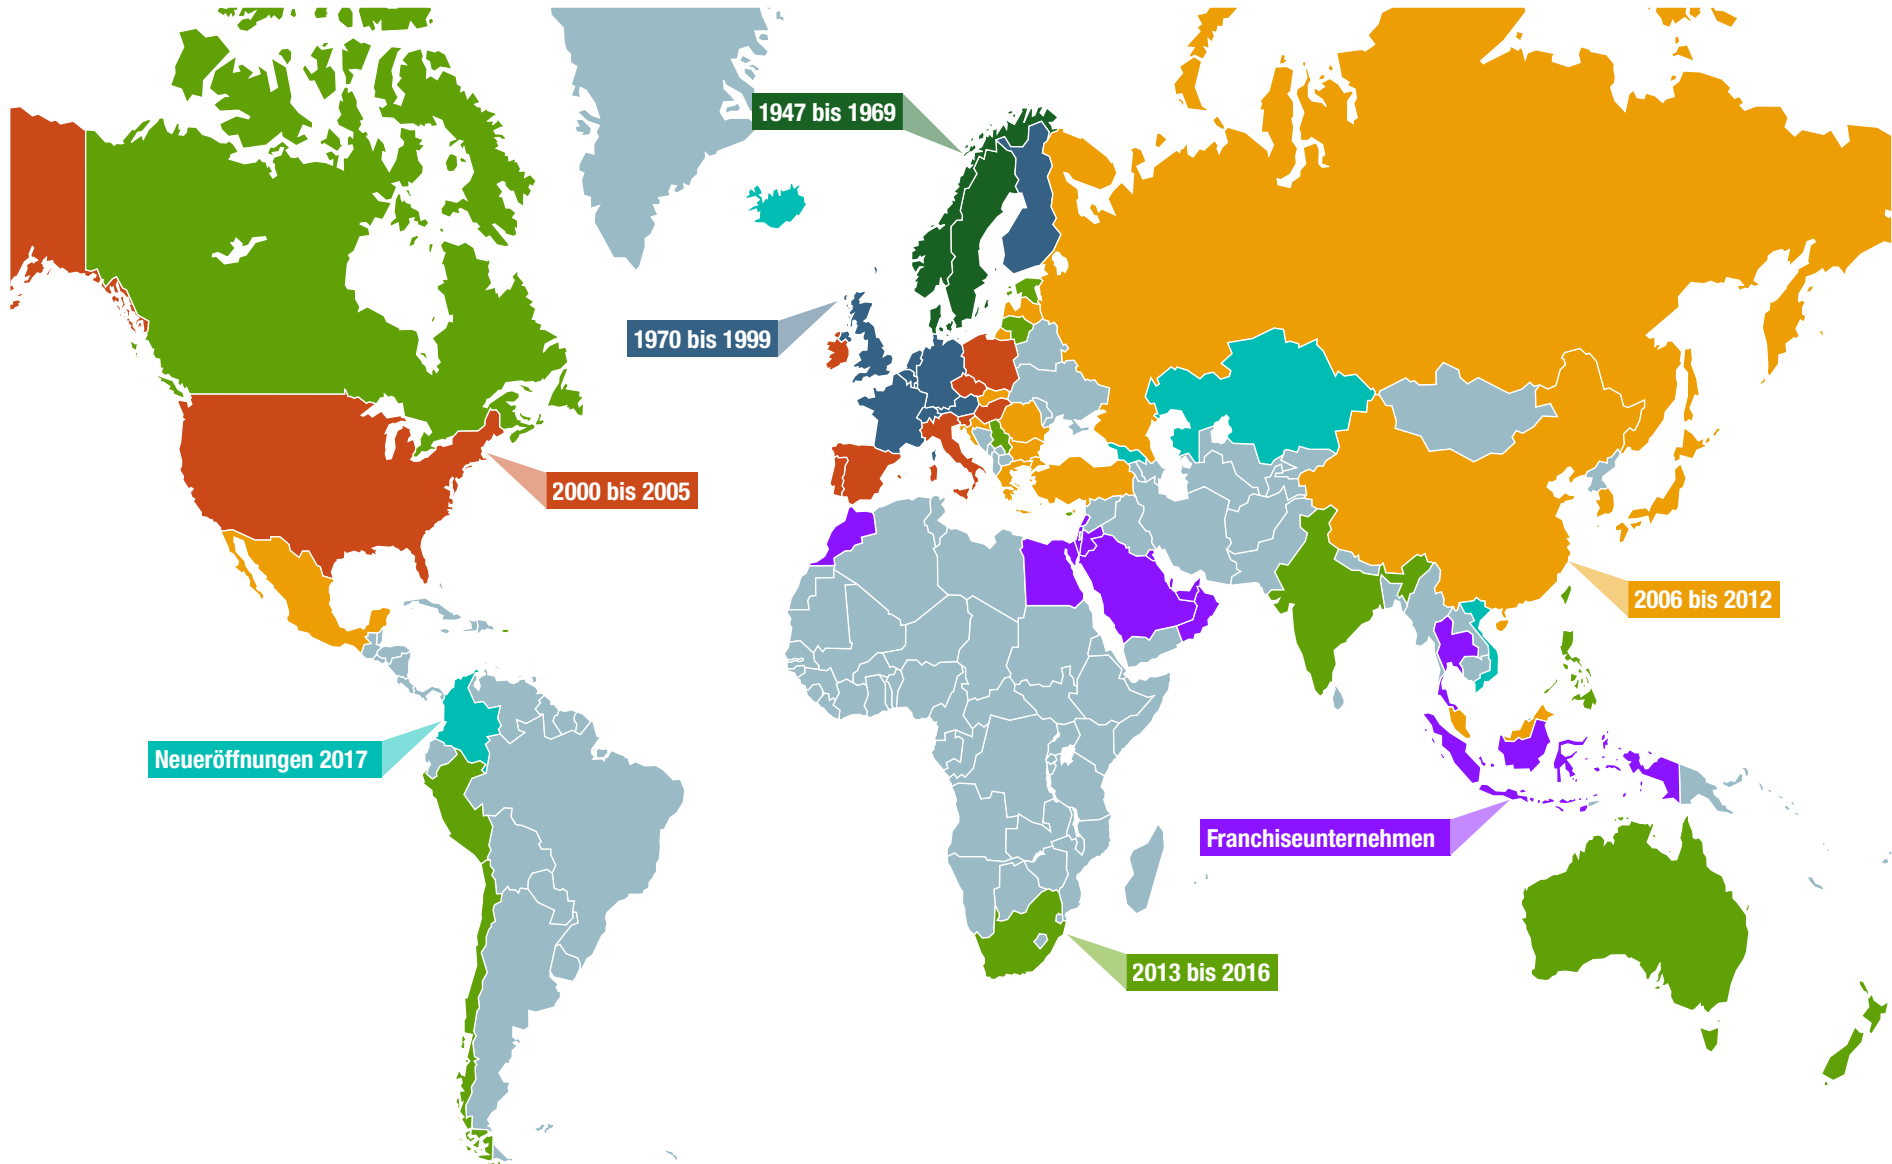 1947 bis 1969
1970 bis 1999
2000 bis 2005
2006 bis 2012
Neueröffnungen 2017
Franchiseunternehmen
2013 bis 2016